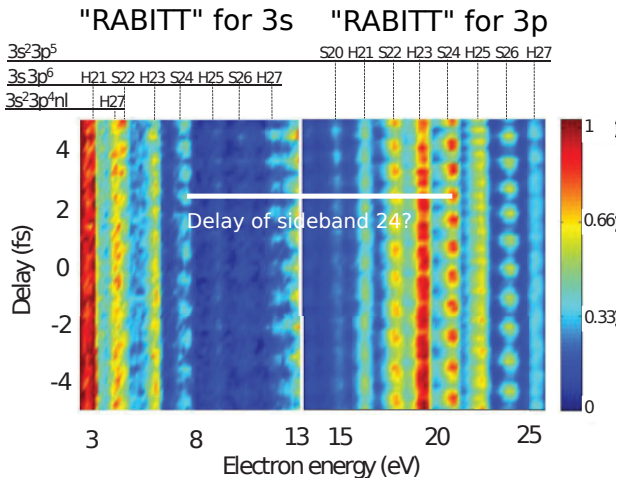 "RABITT" for 3s "RABITT" for 3p
3s²3p⁵ S20 H21 S22 H23 S24 H25 S26 H27
3s3p⁶ H21 S22 H23 S24 H25 S26 H27
3s²3p⁴nl H27
4
2
0
-2
-4
Delay (fs)
Delay of sideband 24?
1
0.66
0.33
0
3 8 13 15 20 25
Electron energy (eV)